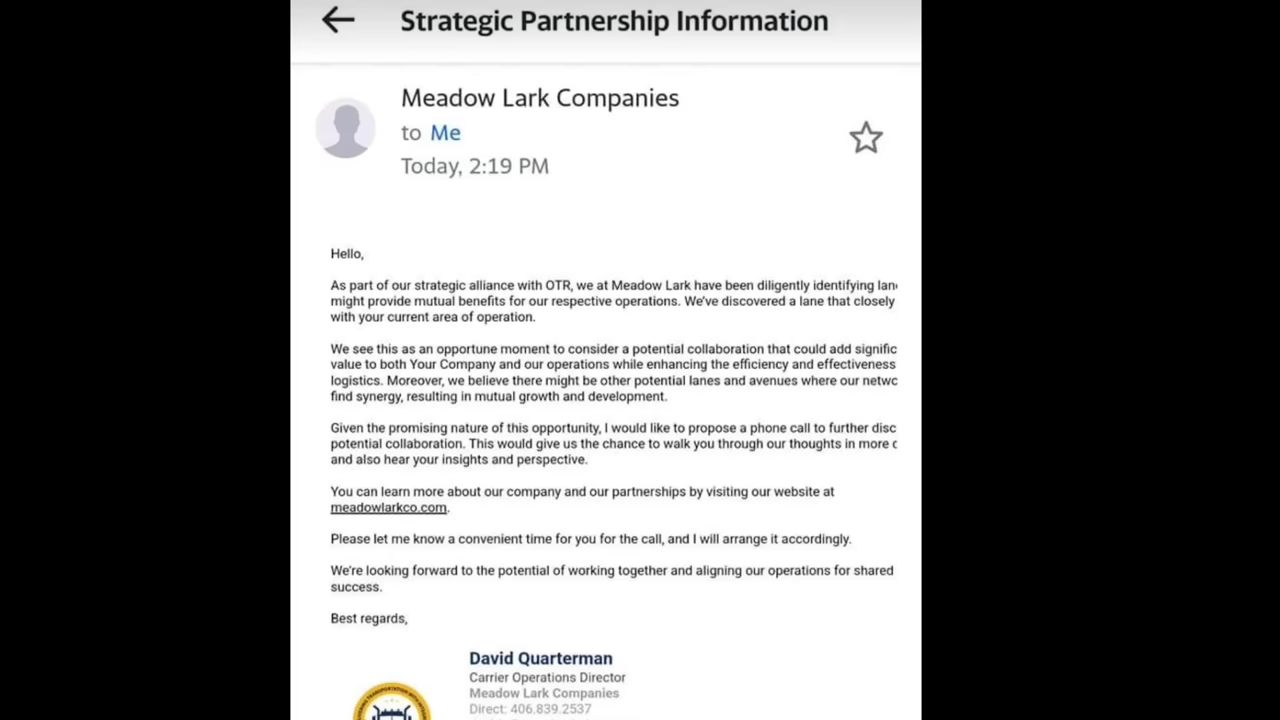 Strategic Partnership Information
Meadow Lark Companies
to Me
Today, 2:19 PM
Hello,
As part of our strategic alliance with OTR, we at Meadow Lark have been diligently identifying
might provide mutual benefits for our respective operations. We've discovered a lane that closely
with your current area of operation.
We see this as an opportune moment to consider a potential collaboration that could add
value to both Your Company and our operations while enhancing the efficiency and effectiveness
logistics. Moreover, we believe there might be other potential lanes and avenues where our
find synergy, resulting in mutual growth and development.
Given the promising nature of this opportunity, I would like to propose a phone call to further
potential collaboration. This would give us the chance to walk you through our thoughts in more
and also hear your insights and perspective.
You can learn more about our company and our partnerships by visiting our website at
meadowlarkco.com.
Please let me know a convenient time for you for the call, and I will arrange it accordingly.
We're looking forward to the potential of working together and aligning our operations for shared
success.
Best regards,
David Quarterman
Carrier Operations Director
Meadow Lark Companies
Direct: 406.839.2537